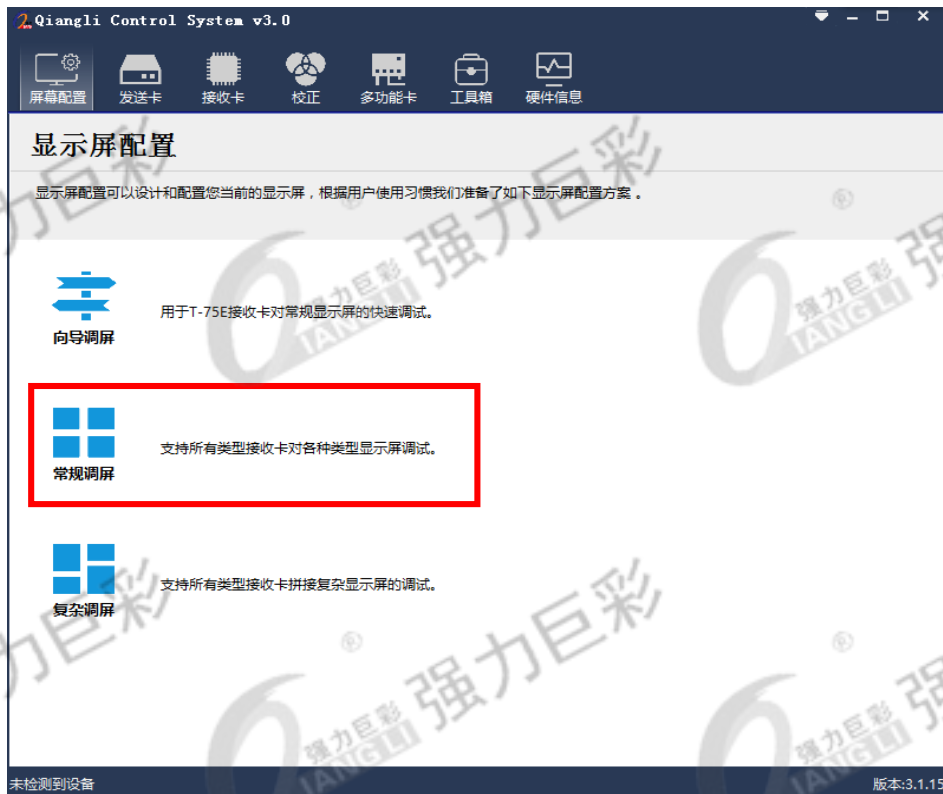 Qiangli Control System v3.0
屏幕配置 发送卡 接收卡 校正 多功能卡 工具箱 硬件信息
显示屏配置
显示屏配置可以设计和配置您当前的显示屏，根据用户使用习惯我们准备了如下显示屏配置方案 。
用于T-75E接收卡对常规显示屏的快速调试。
向导调屏
支持所有类型接收卡对各种类型显示屏调试。
常规调屏
支持所有类型接收卡拼接复杂显示屏的调试。
复杂调屏
未检测到设备 版本:3.1.15
强力巨彩
QIANGLI